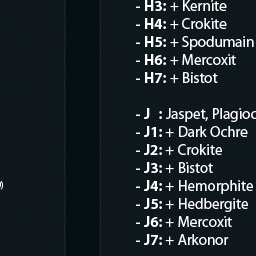 - H3: + Kernite
- H4: + Crokite
- H5: + Spodumain
- H6: + Mercoxit
- H7: + Bistot
- J : Jaspet, Plagioc
- J1: + Dark Ochre
- J2: + Crokite
- J3: + Bistot
- J4: + Hemorphite
- J5: + Hedbergite
- J6: + Mercoxit
- J7: + Arkonor
)